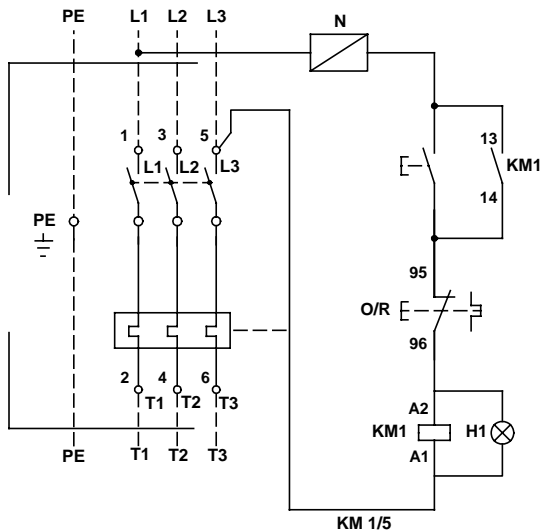 PE L1 L2 L3 N
1 3 5
L1 L2 L3
13
KM1
14
PE
95
O/R
96
2 4 6
T1 T2 T3
A2
KM1 H1
A1
PE T1 T2 T3
KM 1/5